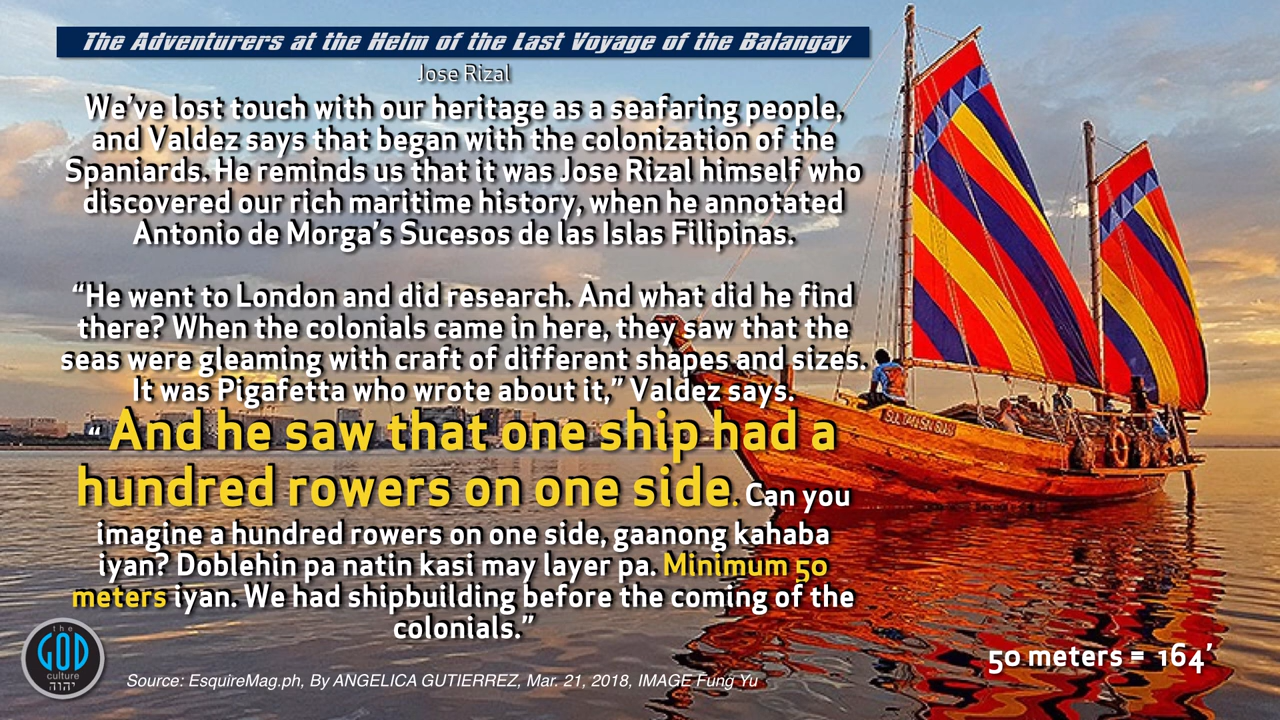 The Adventurers at the Helm of the Last Voyage of the Balangay
Jose Rizal
We've lost touch with our heritage as a seafaring people,
and Valdez says that began with the colonization of the
Spaniards. He reminds us that it was Jose Rizal himself who
discovered our rich maritime history, when he annotated
Antonio de Morga's Sucesos de las Islas Filipinas.
“He went to London and did research. And what did he find
there? When the colonials came in here, they saw that the
seas were gleaming with craft of different shapes and sizes.
It was Pigafetta who wrote about it,” Valdez says.
“ And he saw that one ship had a
hundred rowers on one side. Can you
imagine a hundred rowers on one side, gaanong kahaba
iyan? Doblehin pa natin kasi may layer pa. Minimum 50
meters iyan. We had shipbuilding before the coming of the
colonials.”
50 meters = 164'
the
GOD
culture
יהוה
Source: EsquireMag.ph, By ANGELICA GUTIERREZ, Mar. 21, 2018, IMAGE Fung Yu